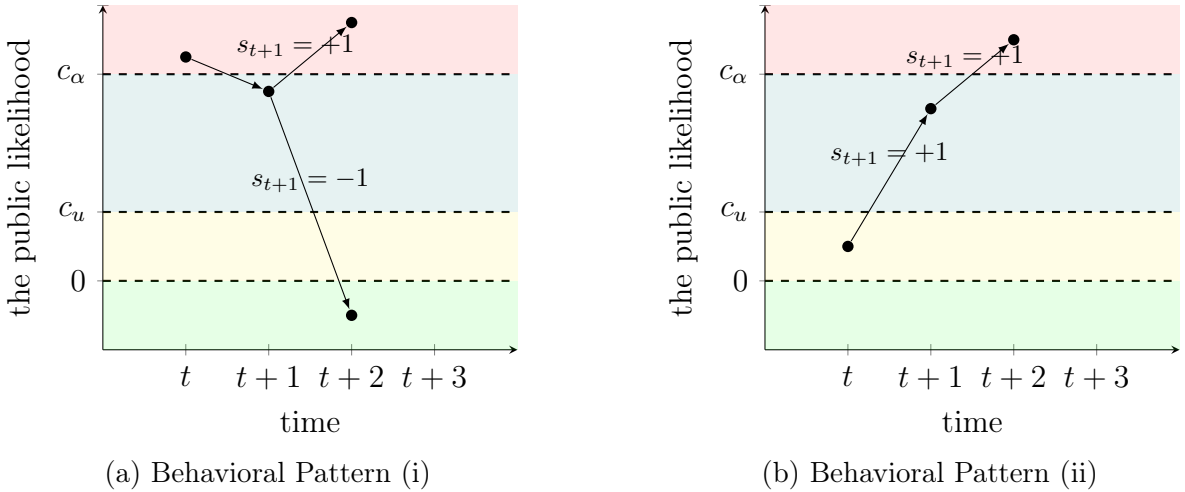 the public likelihood
c_α
c_u
0
s_{t+1} = +1
s_{t+1} = −1
t t + 1 t + 2 t + 3
time
(a) Behavioral Pattern (i)
the public likelihood
c_α
c_u
0
s_{t+1} = +1
s_{t+1} = +1
t t + 1 t + 2 t + 3
time
(b) Behavioral Pattern (ii)